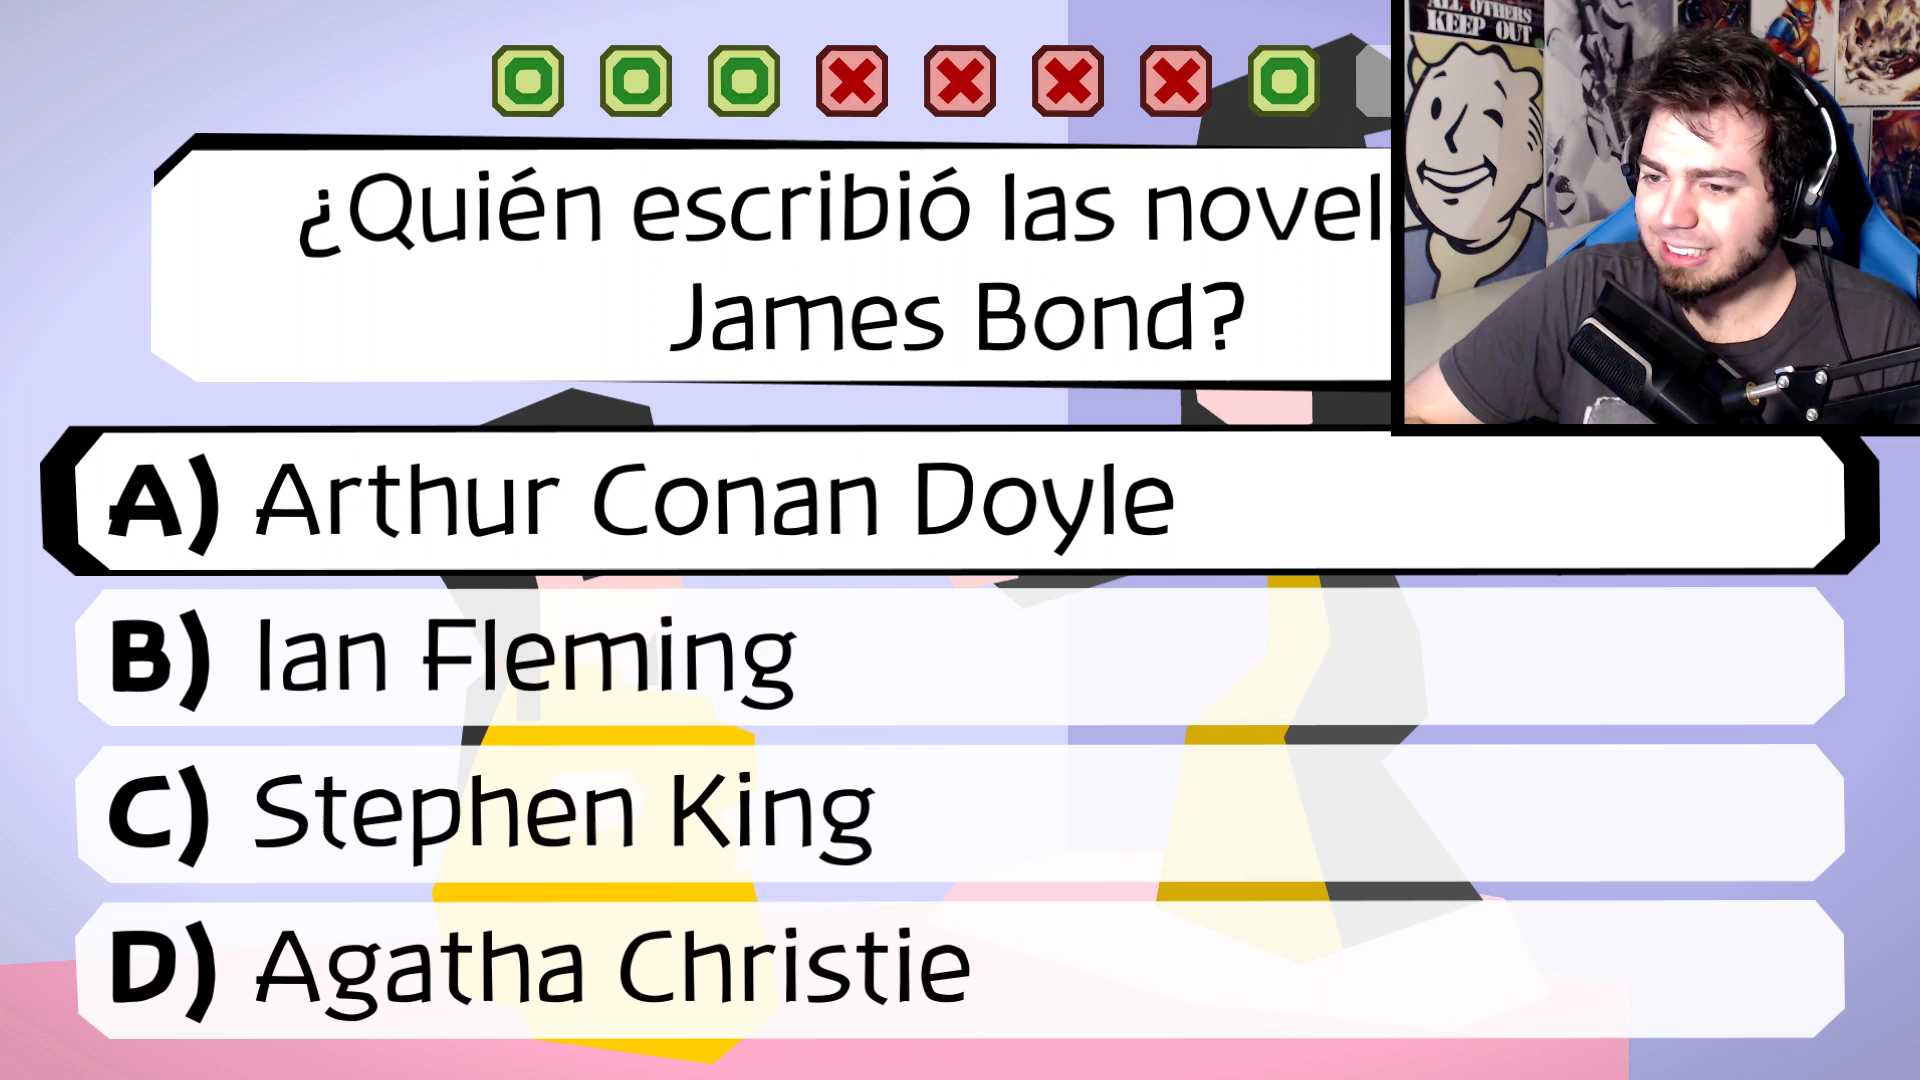 ALL OTHERS
KEEP OUT
¿Quién escribió las novel
James Bond?
A) Arthur Conan Doyle
B) Ian Fleming
C) Stephen King
D) Agatha Christie